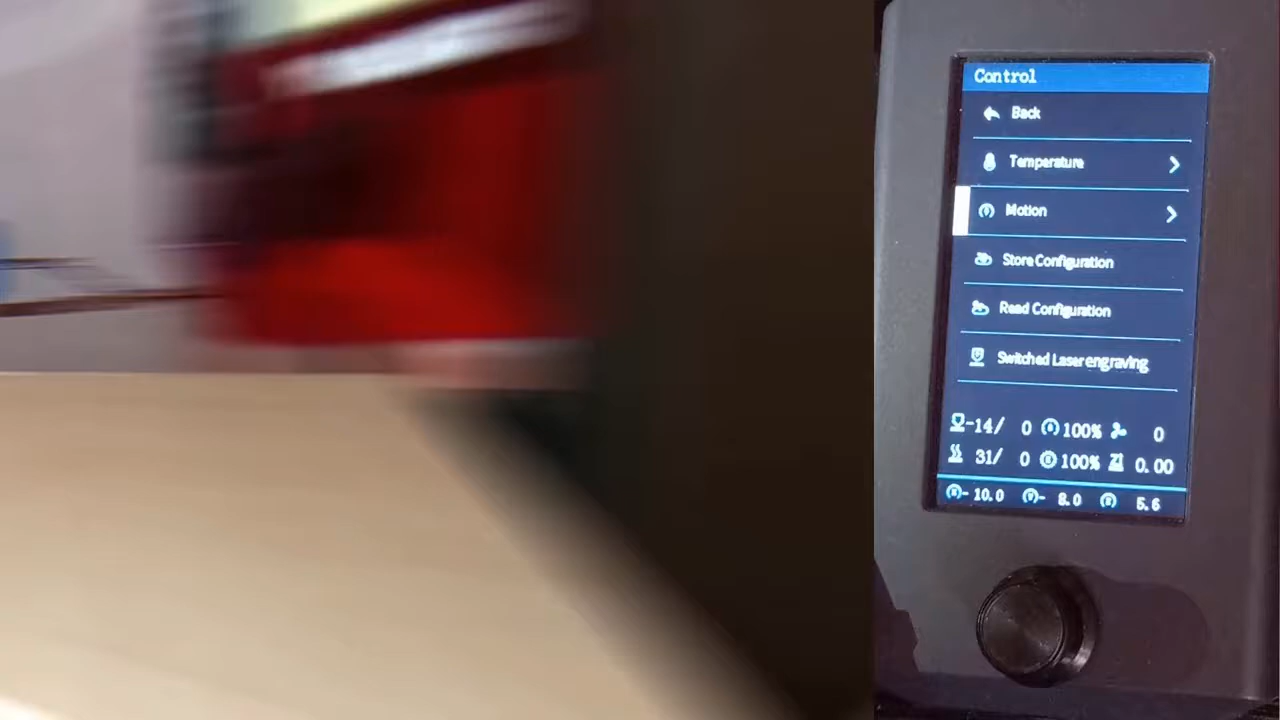 Control
Back
Temperature
Motion
Store Configuration
Read Configuration
Switched Laser engraving
-14/ 0 100% 0
31/ 0 100% 0.00
- 10.0 - 8.0 5.6